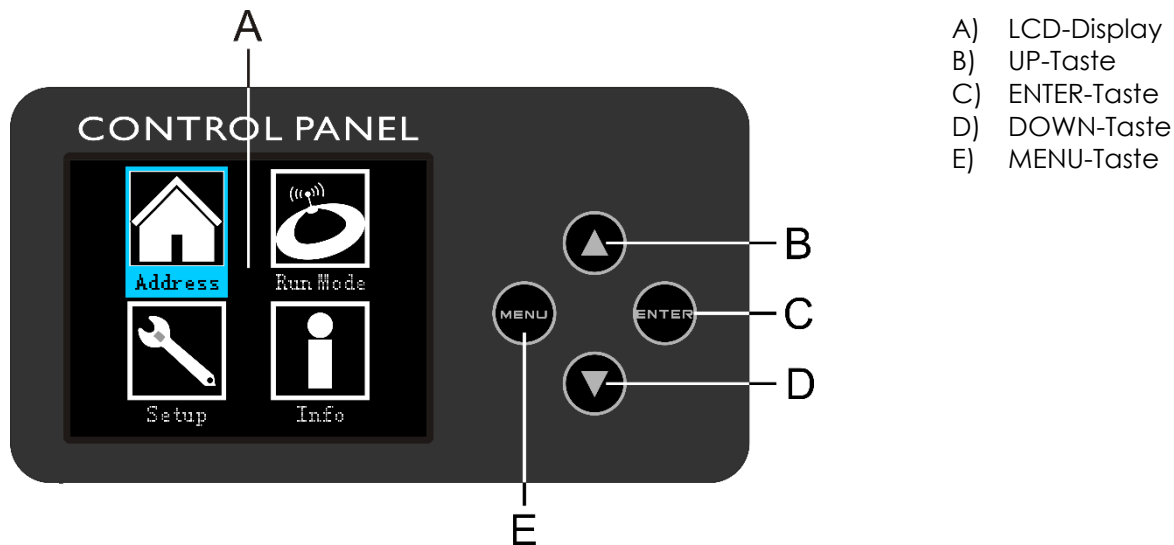 A
A) LCD-Display
B) UP-Taste
C) ENTER-Taste
D) DOWN-Taste
E) MENU-Taste
CONTROL PANEL
Address
Run Mode
Setup
Info
B
MENU
ENTER
C
D
E